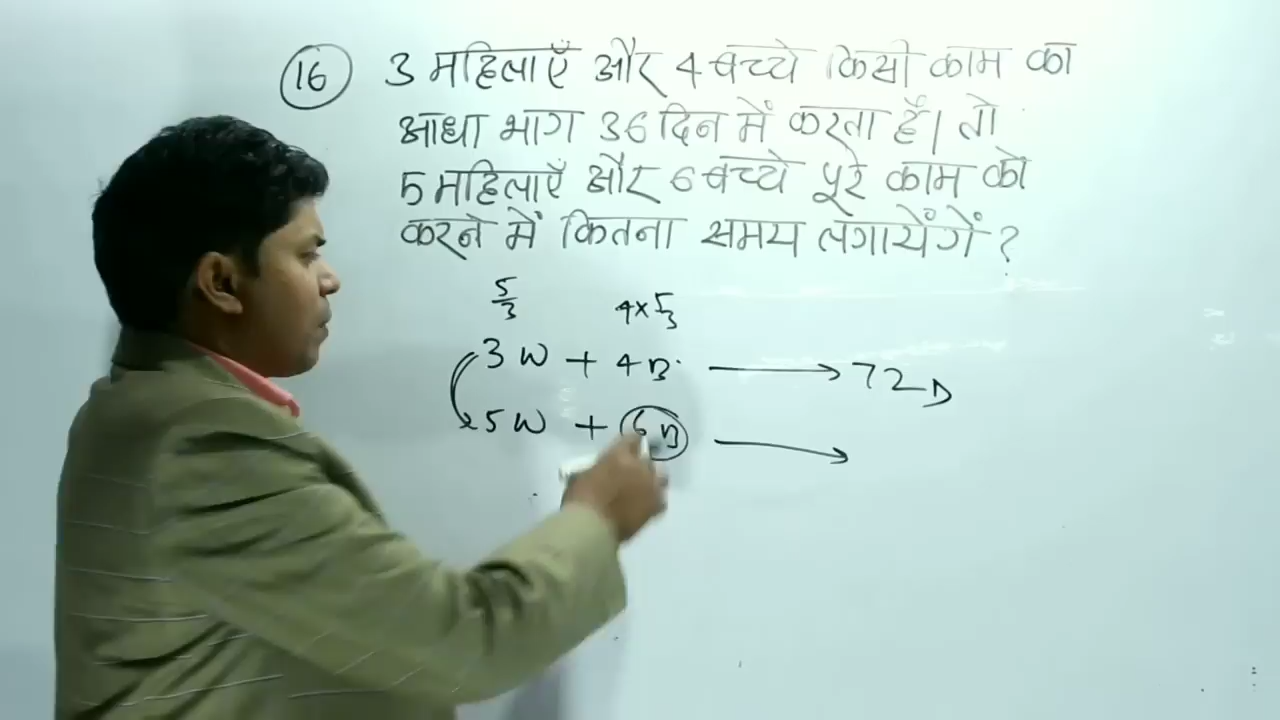 16 3 महिलाएँ और 4 बच्चे किसी काम का
आधा भाग 36 दिन में करता है। तो
5 महिलाएँ और 6 बच्चे पूरे काम को
करने में कितना समय लगायेंगें ?
5/3 4×5/3
3W + 4B → 72D
5W + 6B →